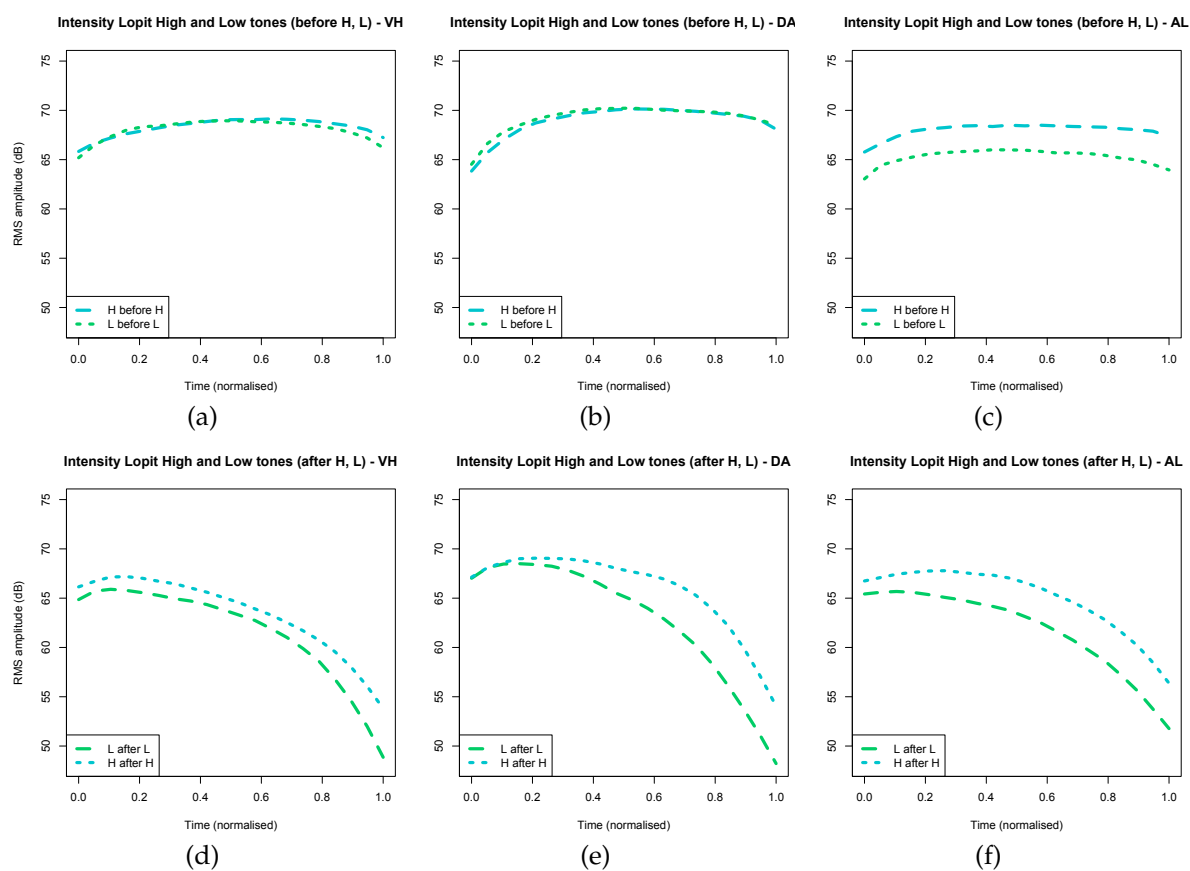 Intensity Lopit High and Low tones (before H, L) - VH
75
70
65
60
55
50
RMS amplitude (dB)
H before H
L before L
0.0 0.2 0.4 0.6 0.8 1.0
Time (normalised)
(a)
Intensity Lopit High and Low tones (before H, L) - DA
75
70
65
60
55
50
H before H
L before L
0.0 0.2 0.4 0.6 0.8 1.0
Time (normalised)
(b)
Intensity Lopit High and Low tones (before H, L) - AL
75
70
65
60
55
50
H before H
L before L
0.0 0.2 0.4 0.6 0.8 1.0
Time (normalised)
(c)
Intensity Lopit High and Low tones (after H, L) - VH
75
70
65
60
55
50
RMS amplitude (dB)
L after L
H after H
0.0 0.2 0.4 0.6 0.8 1.0
Time (normalised)
(d)
Intensity Lopit High and Low tones (after H, L) - DA
75
70
65
60
55
50
L after L
H after H
0.0 0.2 0.4 0.6 0.8 1.0
Time (normalised)
(e)
Intensity Lopit High and Low tones (after H, L) - AL
75
70
65
60
55
50
L after L
H after H
0.0 0.2 0.4 0.6 0.8 1.0
Time (normalised)
(f)